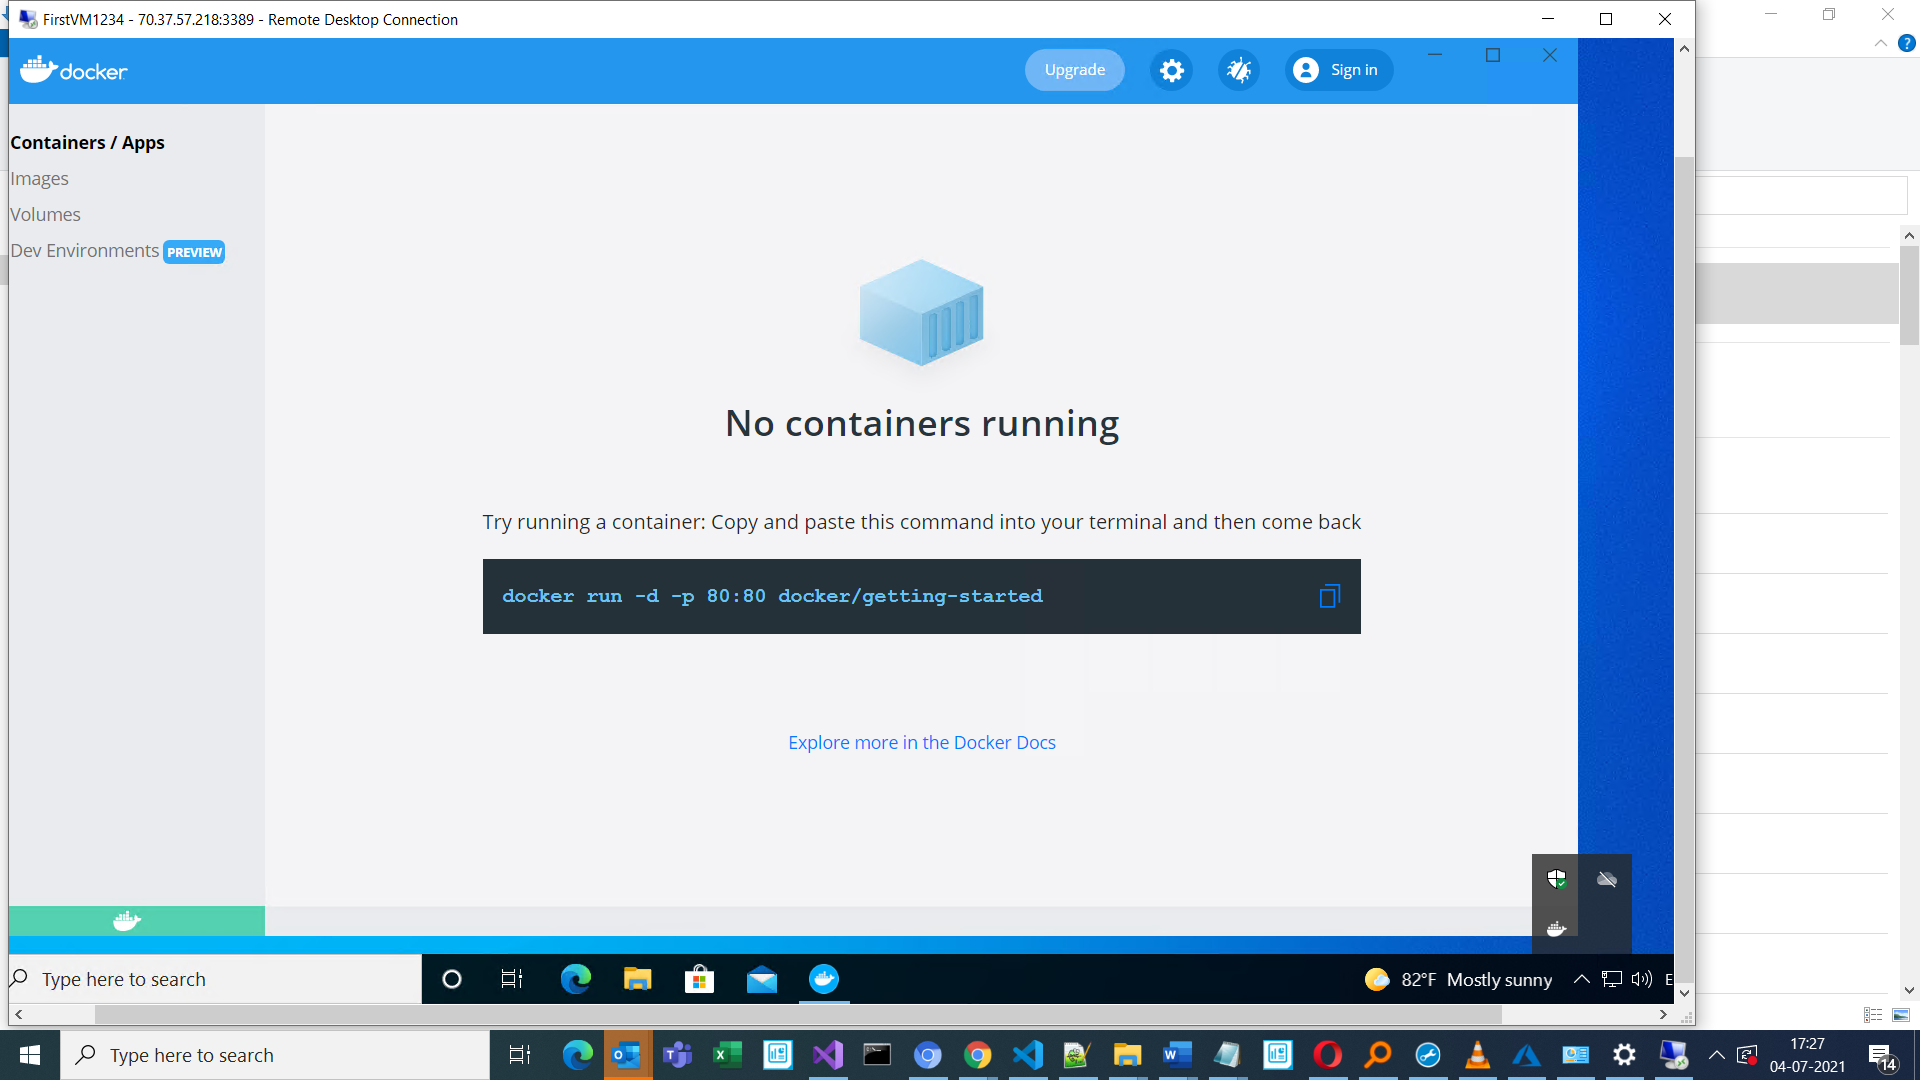 FirstVM1234 - 70.37.57.218:3389 - Remote Desktop Connection
docker
Upgrade
Sign in
Containers / Apps
Images
Volumes
Dev Environments PREVIEW
No containers running
Try running a container: Copy and paste this command into your terminal and then come back
docker run -d -p 80:80 docker/getting-started
Explore more in the Docker Docs
Type here to search
82°F Mostly sunny
E
Type here to search
17:27
04-07-2021
14